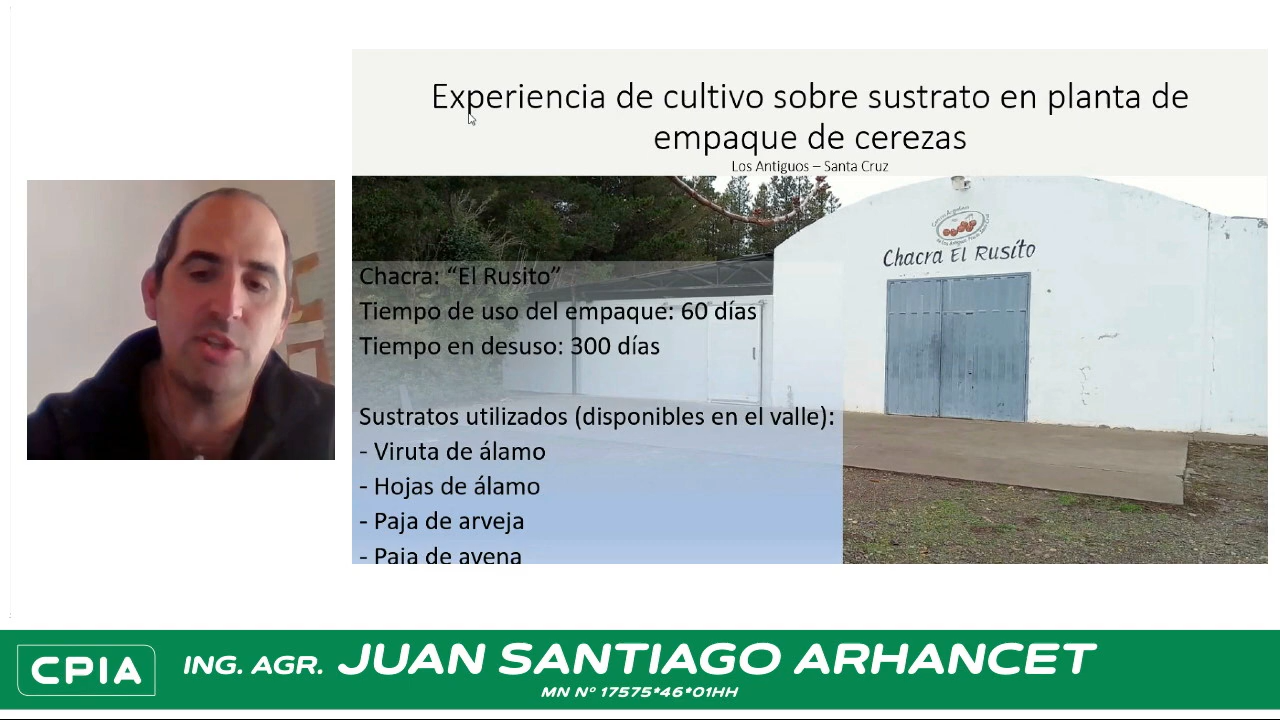 Experiencia de cultivo sobre sustrato en planta de
empaque de cerezas
Los Antiguos – Santa Cruz
Chacra El Rusíto
Chacra: “El Rusito”
Tiempo de uso del empaque: 60 días
Tiempo en desuso: 300 días
Sustratos utilizados (disponibles en el valle):
- Viruta de álamo
- Hojas de álamo
- Paja de arveja
- Paja de avena
CPIA
ING. AGR. JUAN SANTIAGO ARHANCET
MN Nº 17575*46*01HH